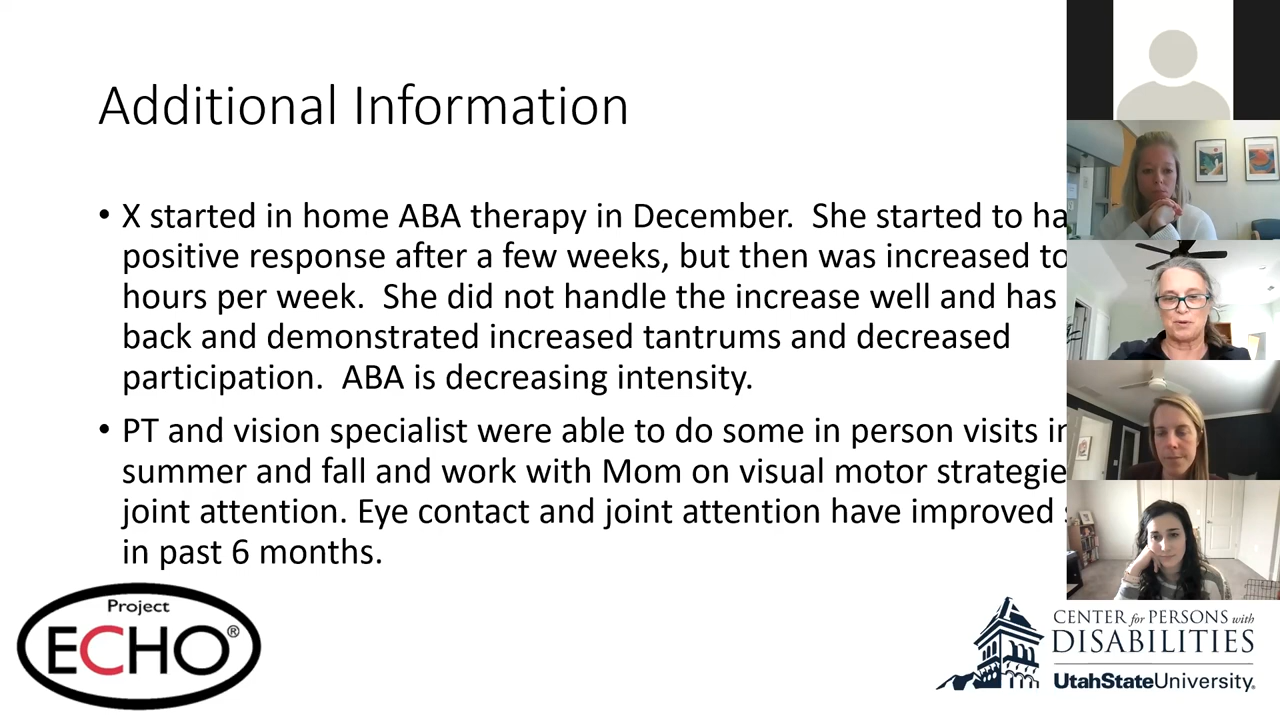 Additional Information
• X started in home ABA therapy in December.  She started to ha
positive response after a few weeks, but then was increased to
hours per week.  She did not handle the increase well and has
back and demonstrated increased tantrums and decreased
participation.  ABA is decreasing intensity.
• PT and vision specialist were able to do some in person visits in
summer and fall and work with Mom on visual motor strategie
joint attention. Eye contact and joint attention have improved
in past 6 months.
Project
ECHO®
CENTER for PERSONS with
DISABILITIES
UtahStateUniversity®